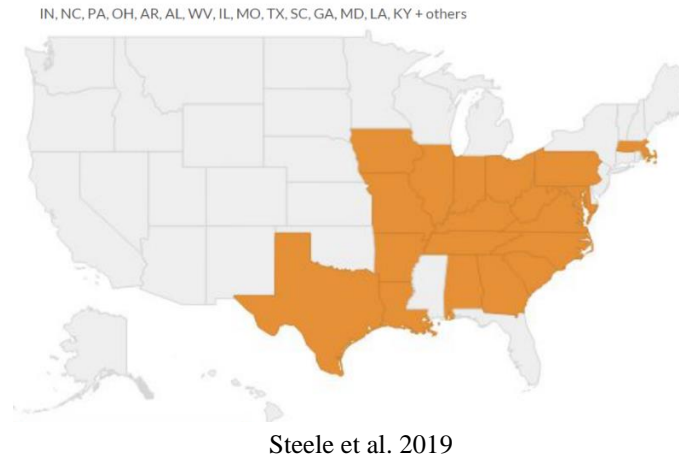 IN, NC, PA, OH, AR, AL, WV, IL, MO, TX, SC, GA, MD, LA, KY + others
Steele et al. 2019